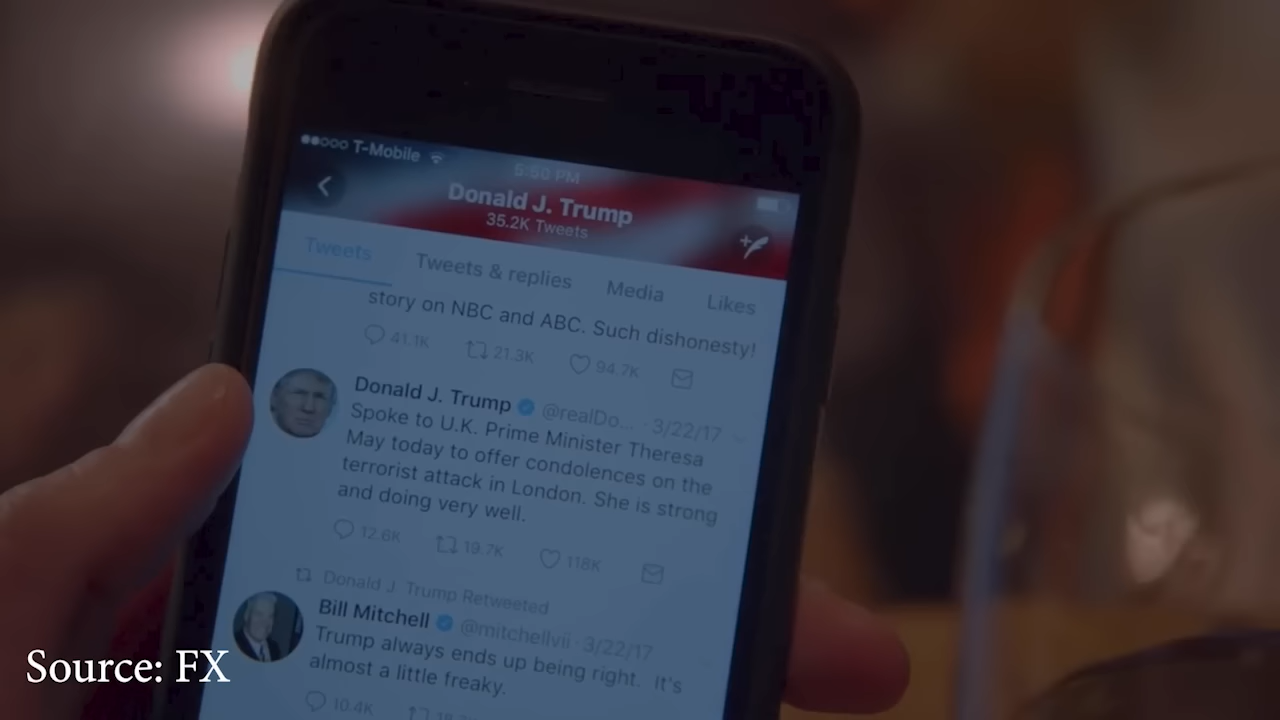 T-Mobile
5:50 PM
Donald J. Trump
35.2K Tweets
Tweets
Tweets & replies
Media
Likes
story on NBC and ABC. Such dishonesty!
41.1K
21.3K
94.7K
Donald J. Trump @realDo... · 3/22/17
Spoke to U.K. Prime Minister Theresa
May today to offer condolences on the
terrorist attack in London. She is strong
and doing very well.
12.6K
19.7K
118K
Donald J Trump Retweeted
Bill Mitchell @mitchellvii · 3/22/17
Trump always ends up being right. It's
almost a little freaky.
10.4K
Source: FX